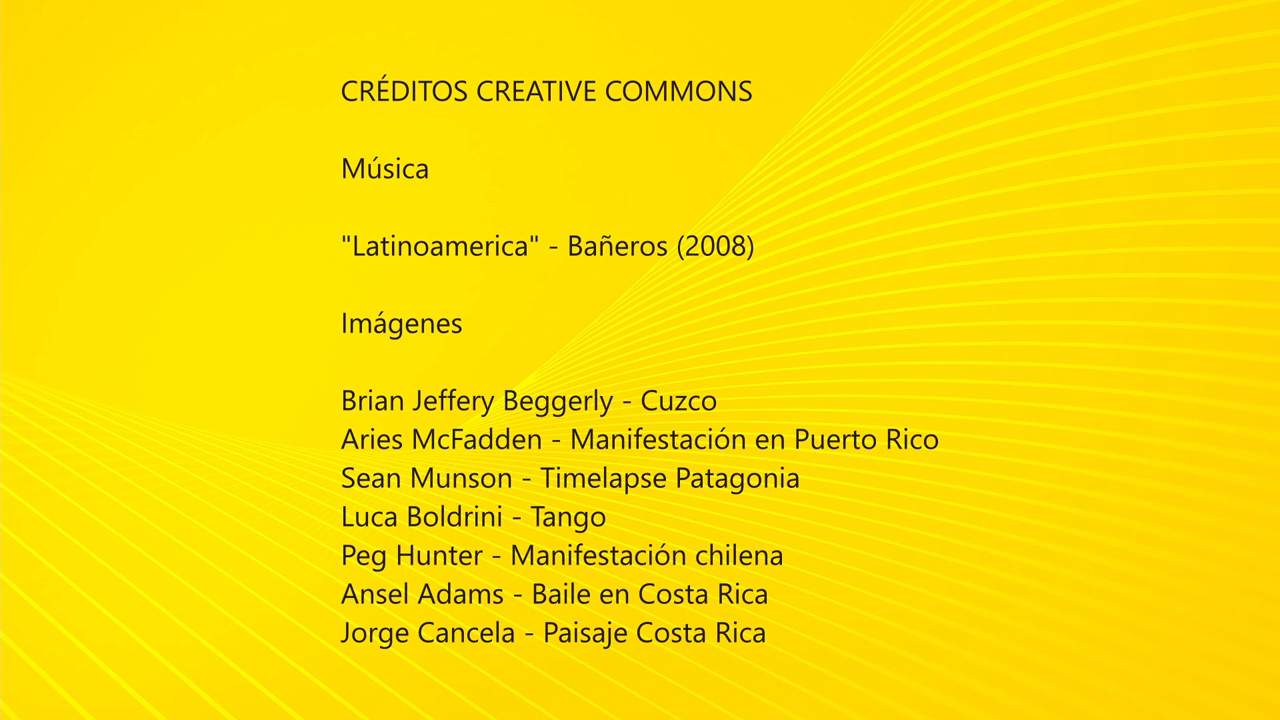 CRÉDITOS CREATIVE COMMONS
Música
"Latinoamerica" - Bañeros (2008)
Imágenes
Brian Jeffery Beggerly - Cuzco
Aries McFadden - Manifestación en Puerto Rico
Sean Munson - Timelapse Patagonia
Luca Boldrini - Tango
Peg Hunter - Manifestación chilena
Ansel Adams - Baile en Costa Rica
Jorge Cancela - Paisaje Costa Rica